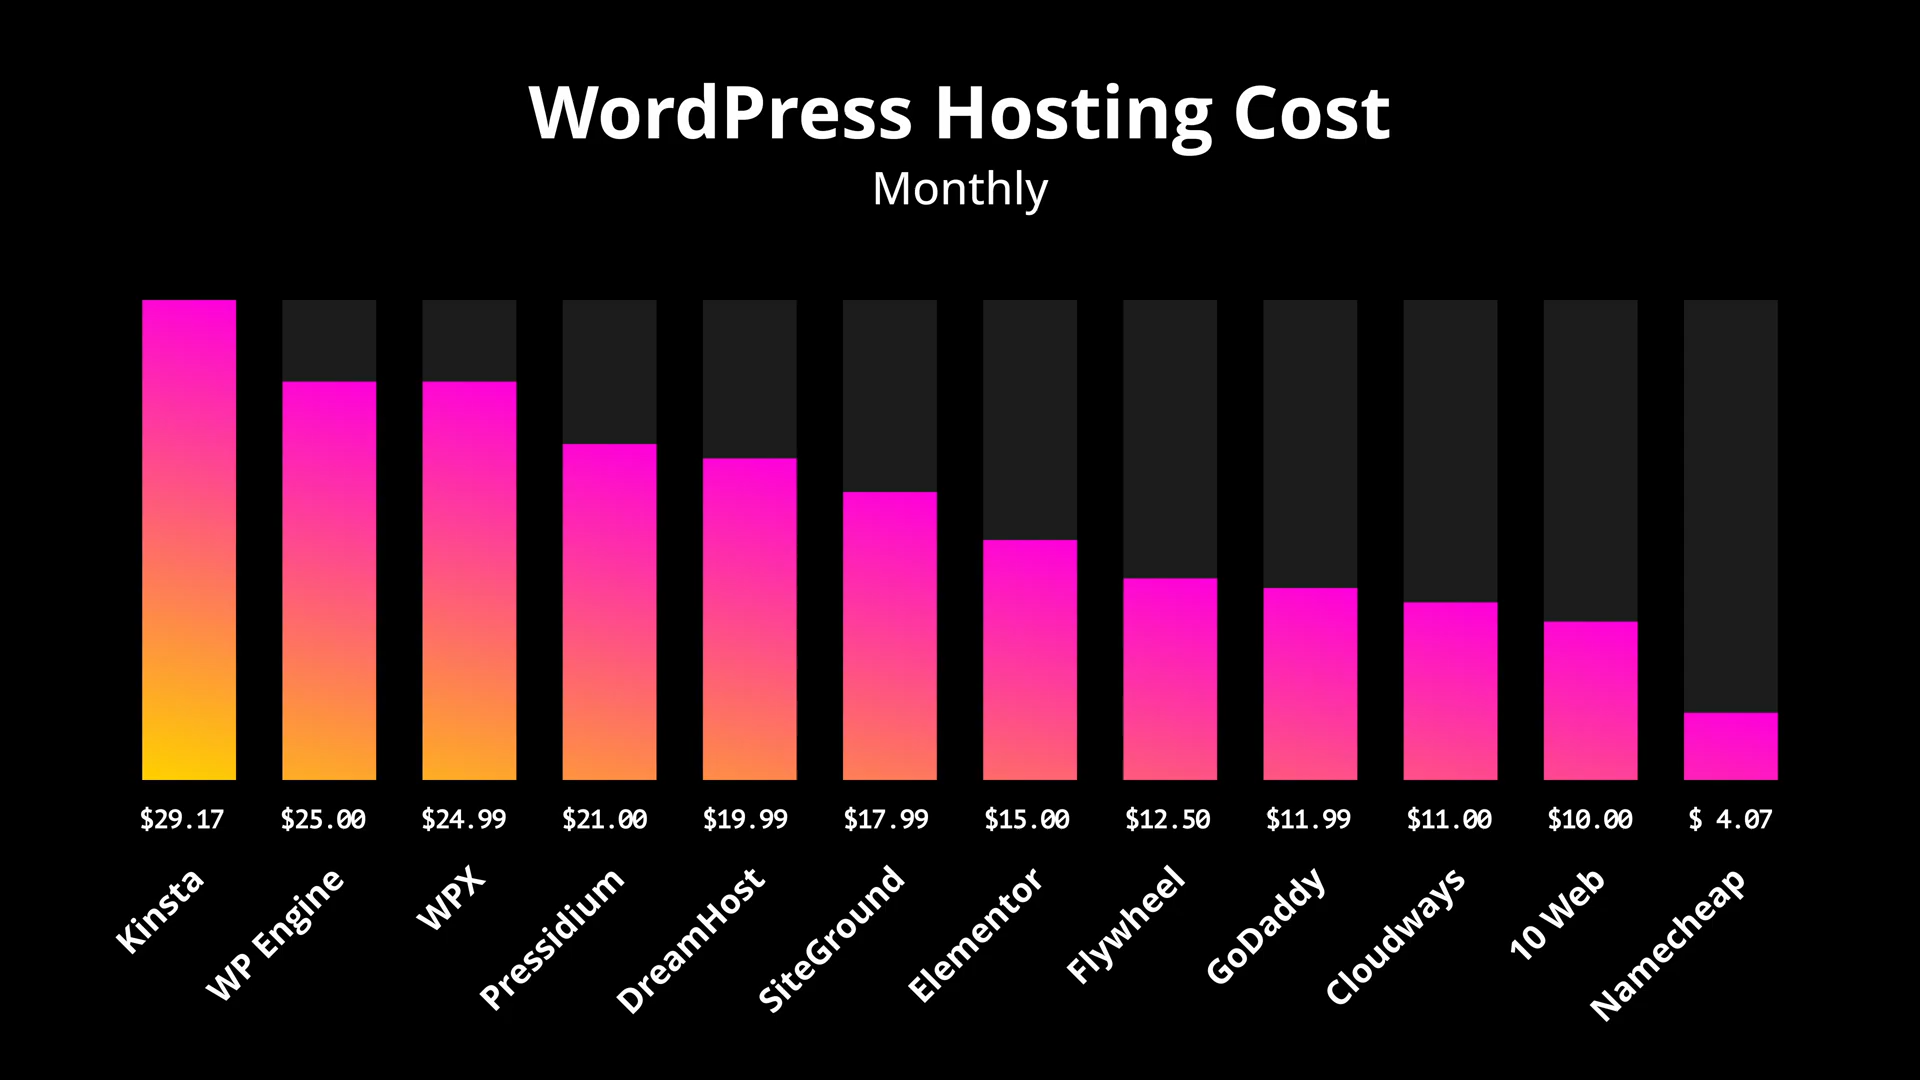 WordPress Hosting Cost
Monthly
$29.17 $25.00 $24.99 $21.00 $19.99 $17.99 $15.00 $12.50 $11.99 $11.00 $10.00 $ 4.07
Kinsta
WP Engine
WPX
Pressidium
DreamHost
SiteGround
Elementor
Flywheel
GoDaddy
Cloudways
10 Web
Namecheap